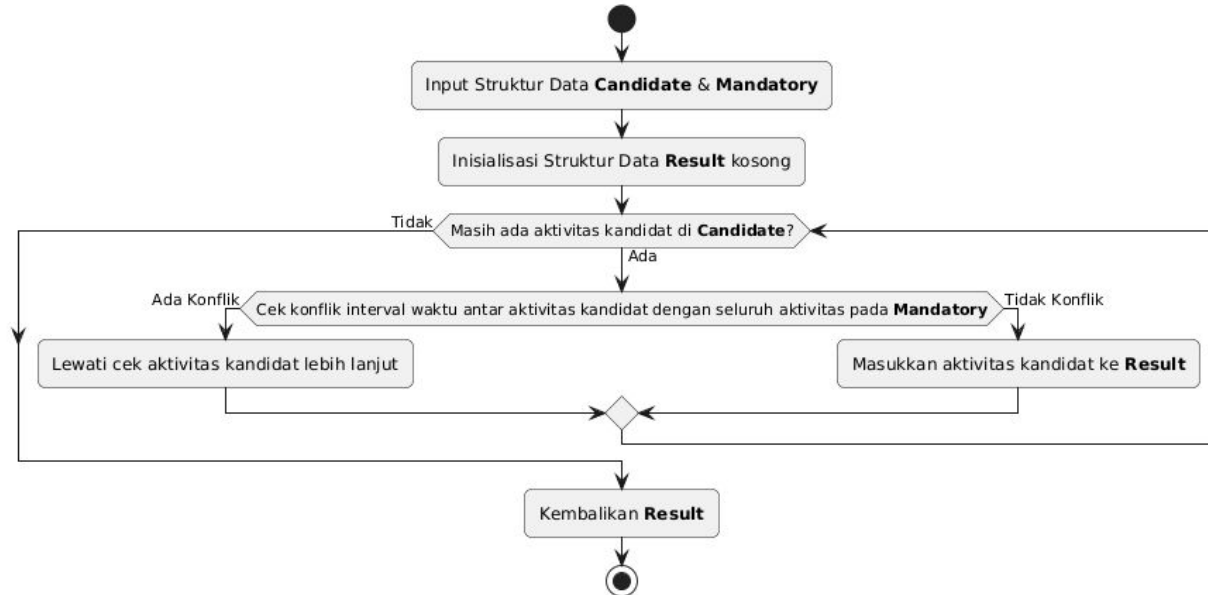 Input Struktur Data Candidate & Mandatory
Inisialisasi Struktur Data Result kosong
Tidak
Masih ada aktivitas kandidat di Candidate?
Ada
Ada Konflik
Cek konflik interval waktu antar aktivitas kandidat dengan seluruh aktivitas pada Mandatory
Tidak Konflik
Lewati cek aktivitas kandidat lebih lanjut
Masukkan aktivitas kandidat ke Result
Kembalikan Result